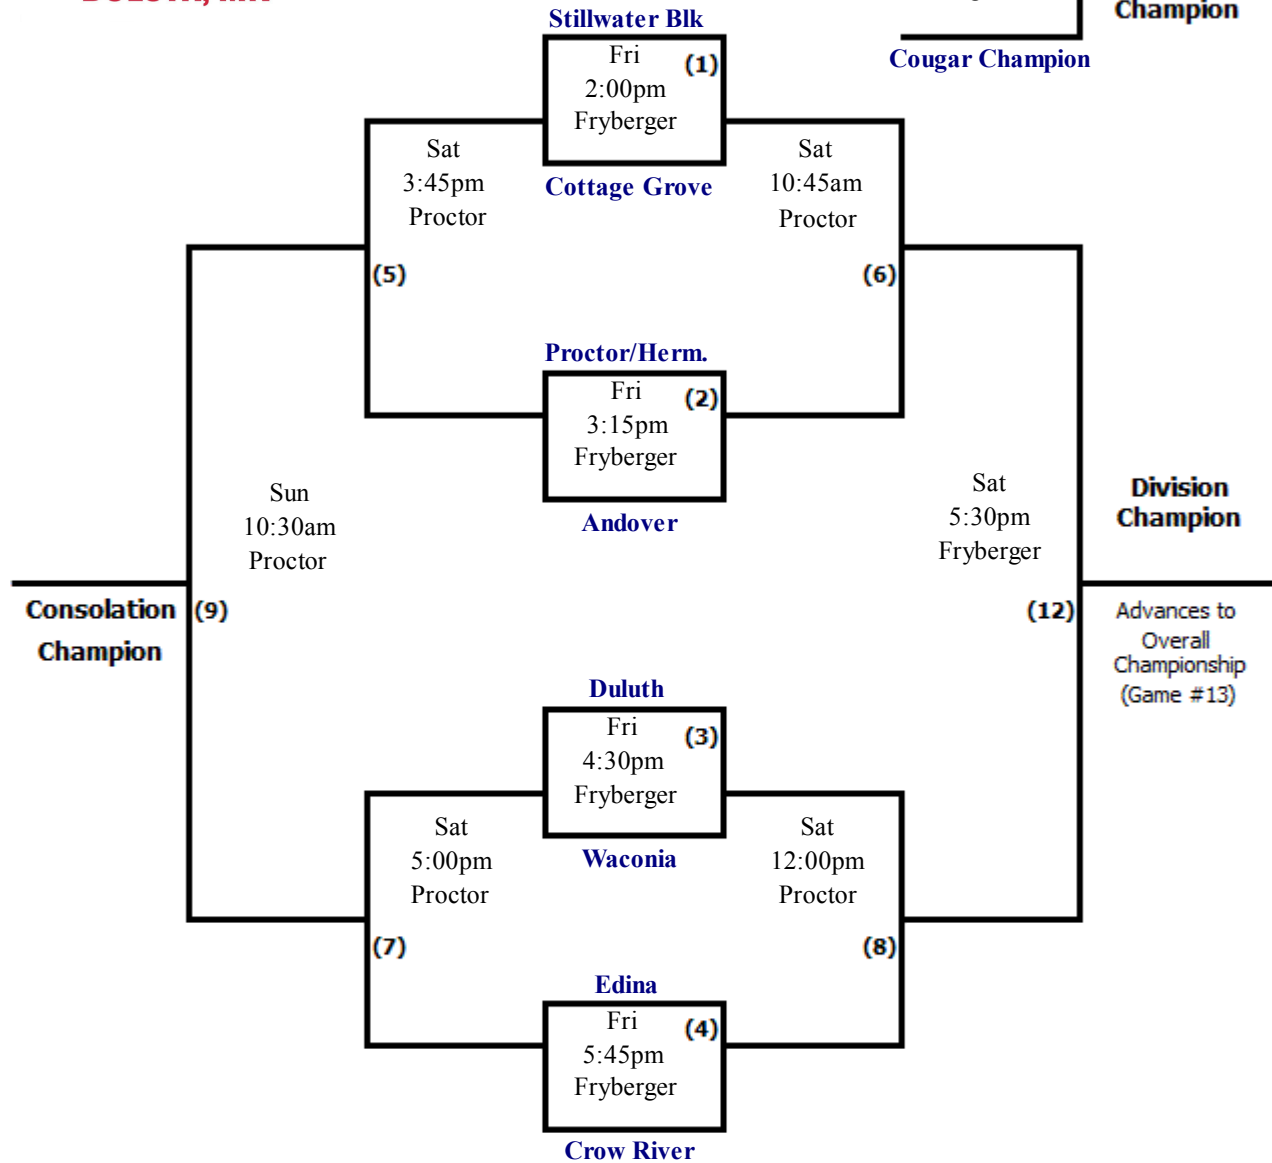 Stillwater Blk
Champion
Cougar Champion
Fri
(1)
2:00pm
Fryberger
Sat
3:45pm
Proctor
Cottage Grove
Sat
10:45am
Proctor
(5)
(6)
Proctor/Herm.
Fri
(2)
3:15pm
Fryberger
Andover
Sun
10:30am
Proctor
Sat
5:30pm
Fryberger
Division
Champion
Consolation
Champion
(9)
(12)
Advances to
Overall
Championship
(Game #13)
Duluth
Fri
(3)
4:30pm
Fryberger
Waconia
Sat
5:00pm
Proctor
Sat
12:00pm
Proctor
(7)
(8)
Edina
Fri
(4)
5:45pm
Fryberger
Crow River